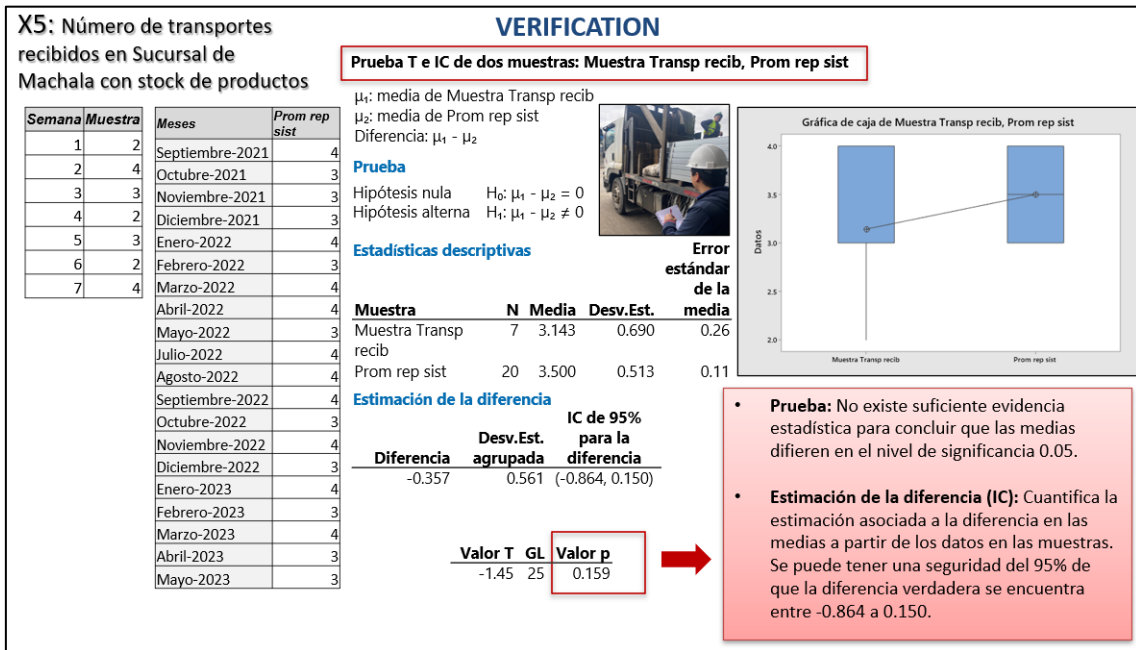 X5: Número de transportes
recibidos en Sucursal de
Machala con stock de productos
VERIFICATION
Prueba T e IC de dos muestras: Muestra Transp recib, Prom rep sist
Semana Muestra
1 2
2 4
3 3
4 2
5 3
6 2
7 4
Meses Prom rep
sist
Septiembre-2021 4
Octubre-2021 3
Noviembre-2021 3
Diciembre-2021 3
Enero-2022 4
Febrero-2022 3
Marzo-2022 4
Abril-2022 4
Mayo-2022 3
Julio-2022 4
Agosto-2022 4
Septiembre-2022 4
Octubre-2022 3
Noviembre-2022 4
Diciembre-2022 3
Enero-2023 4
Febrero-2023 3
Marzo-2023 4
Abril-2023 3
Mayo-2023 3
μ₁: media de Muestra Transp recib
μ₂: media de Prom rep sist
Diferencia: μ₁ - μ₂
Prueba
Hipótesis nula H₀: μ₁ - μ₂ = 0
Hipótesis alterna H₁: μ₁ - μ₂ ≠ 0
Estadísticas descriptivas
Error
estándar
de la
Muestra N Media Desv.Est. media
Muestra Transp 7 3.143 0.690 0.26
recib
Prom rep sist 20 3.500 0.513 0.11
Estimación de la diferencia
IC de 95%
Desv.Est. para la
Diferencia agrupada diferencia
-0.357 0.561 (-0.864, 0.150)
Valor T GL Valor p
-1.45 25 0.159
Gráfica de caja de Muestra Transp recib, Prom rep sist
Datos
4.0
3.5
3.0
2.5
2.0
Muestra Transp recib Prom rep sist
• Prueba: No existe suficiente evidencia
estadística para concluir que las medias
difieren en el nivel de significancia 0.05.
• Estimación de la diferencia (IC): Cuantifica la
estimación asociada a la diferencia en las
medias a partir de los datos en las muestras.
Se puede tener una seguridad del 95% de
que la diferencia verdadera se encuentra
entre -0.864 a 0.150.